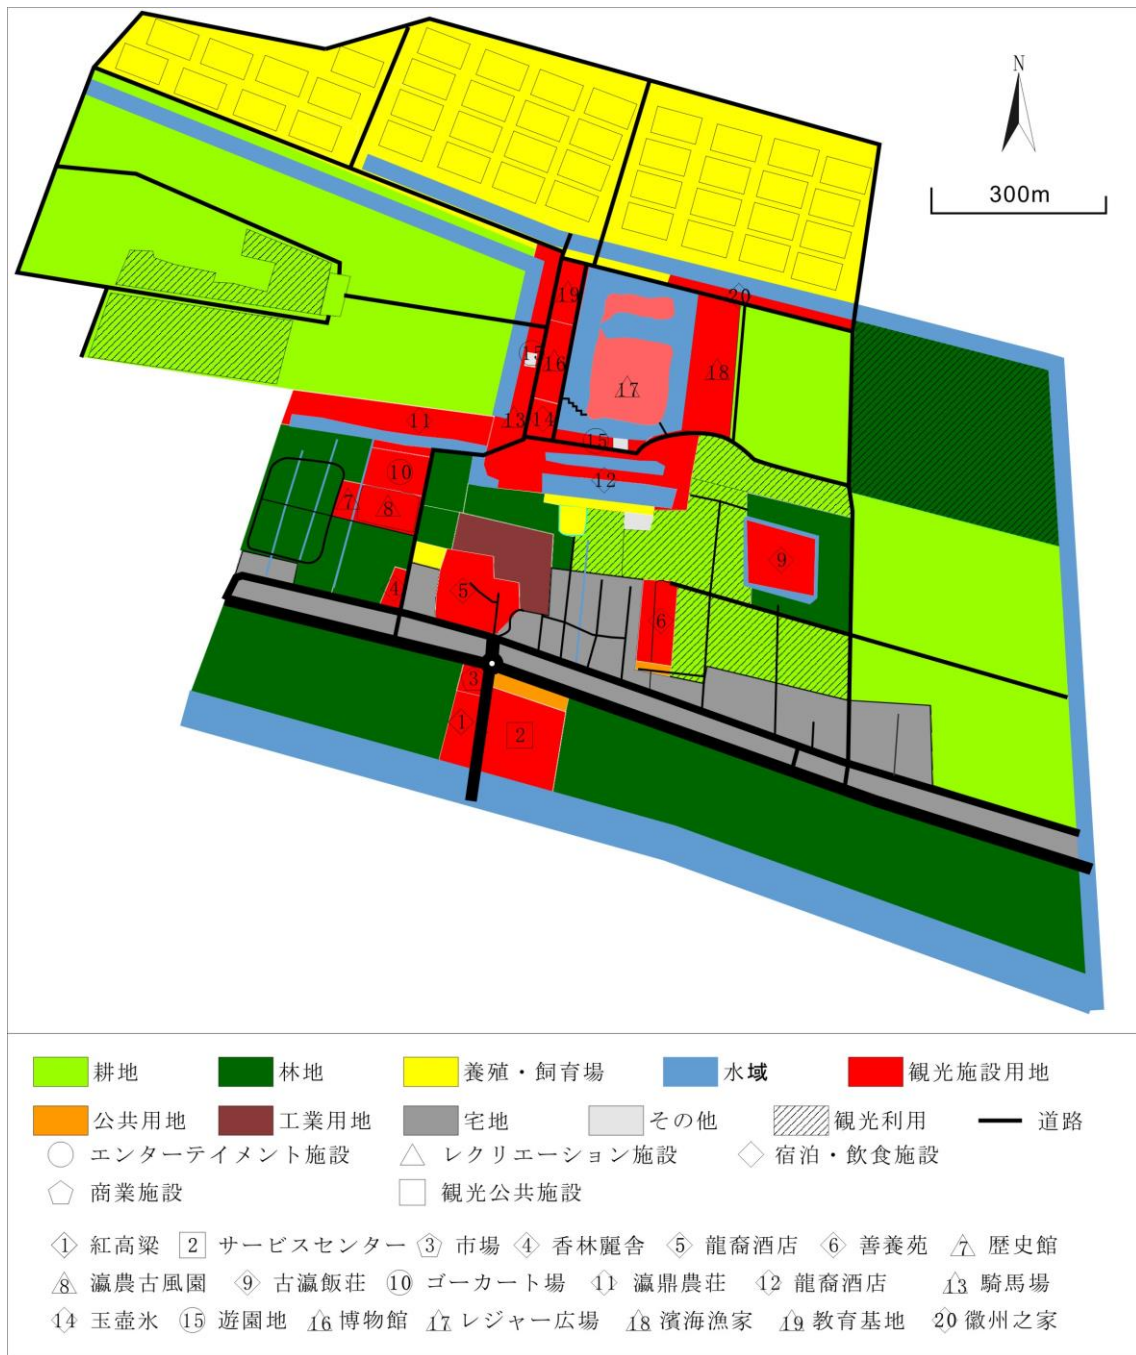 N
300m
20
19
15
16
18
17
14
13
11
15
10
12
7
8
9
4
5
6
3
1
2
耕地 林地 養殖・飼育場 水域 観光施設用地
公共用地 工業用地 宅地 その他 観光利用 道路
エンターテイメント施設 レクリエーション施設 宿泊・飲食施設
商業施設 観光公共施設
1 紅高梁 2 サービスセンター 3 市場 4 香林麗舎 5 龍裔酒店 6 善養苑 7 歴史館
8 瀛農古風園 9 古瀛飯荘 10 ゴーカート場 11 瀛鼎農荘 12 龍裔酒店 13 騎馬場
14 玉壺氷 15 遊園地 16 博物館 17 レジャー広場 18 濱海漁家 19 教育基地 20 徽州之家